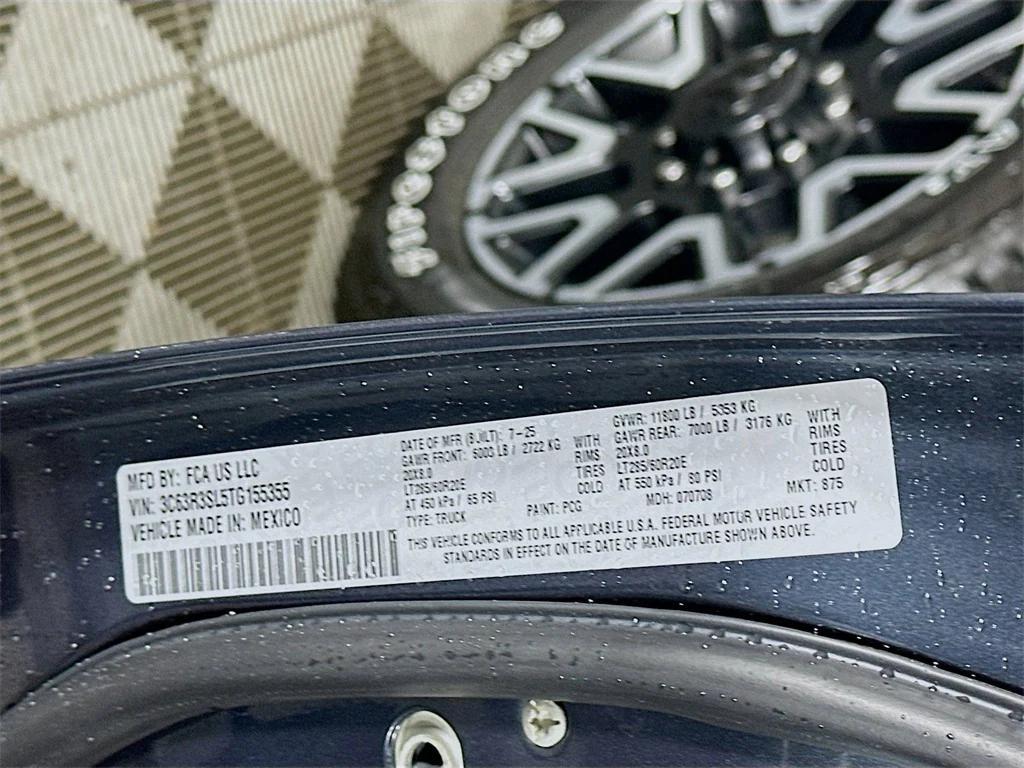 MFD BY: FCA US LLC
VIN: 3C63R3SL5TG155355
VEHICLE MADE IN: MEXICO
DATE OF MFR (BUILT): 7-25
GAWR FRONT: 6000 LB / 2722 KG WITH
20X8.0 RIMS
LT285/60R20E TIRES
AT 450 kPa / 65 PSI COLD
TYPE: TRUCK PAINT: PCG
GVWR: 11800 LB / 5353 KG
GAWR REAR: 7000 LB / 3176 KG WITH
20X8.0 RIMS
LT285/60R20E TIRES
AT 550 kPa / 80 PSI COLD
MDH: 070708 MKT: 875
THIS VEHICLE CONFORMS TO ALL APPLICABLE U.S.A. FEDERAL MOTOR VEHICLE SAFETY
STANDARDS IN EFFECT ON THE DATE OF MANUFACTURE SHOWN ABOVE.